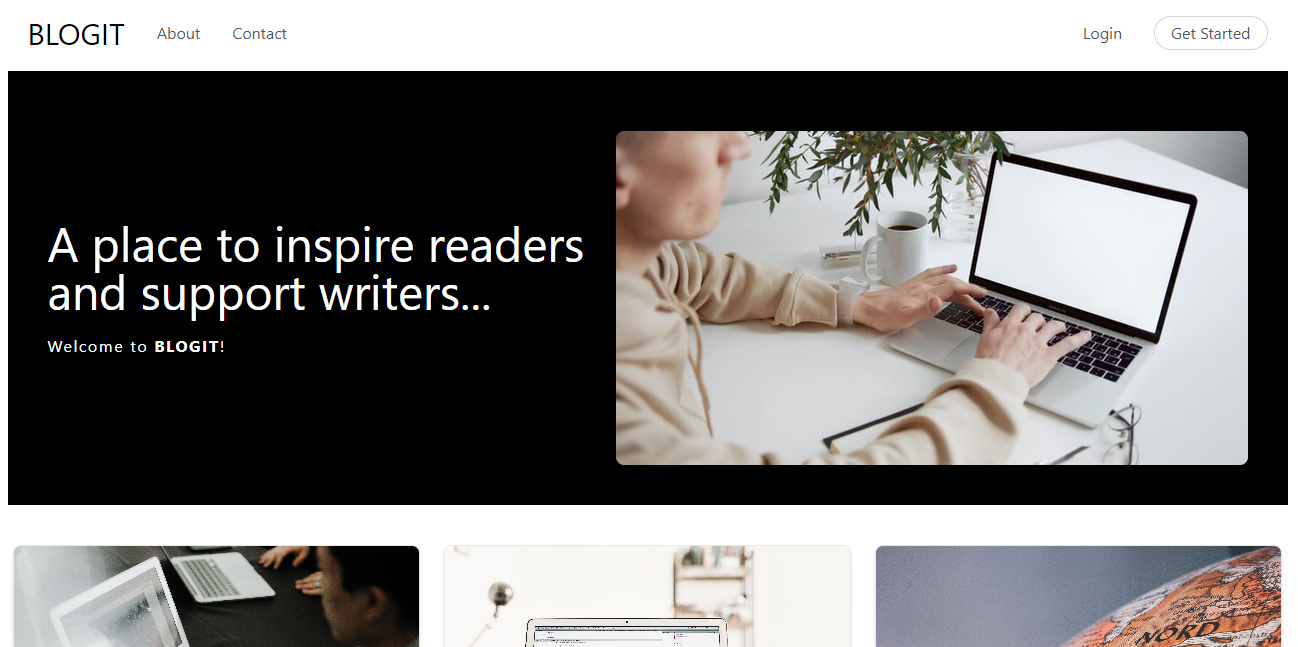 BLOGIT About Contact Login Get Started
A place to inspire readers
and support writers...
Welcome to BLOGIT!
NORD